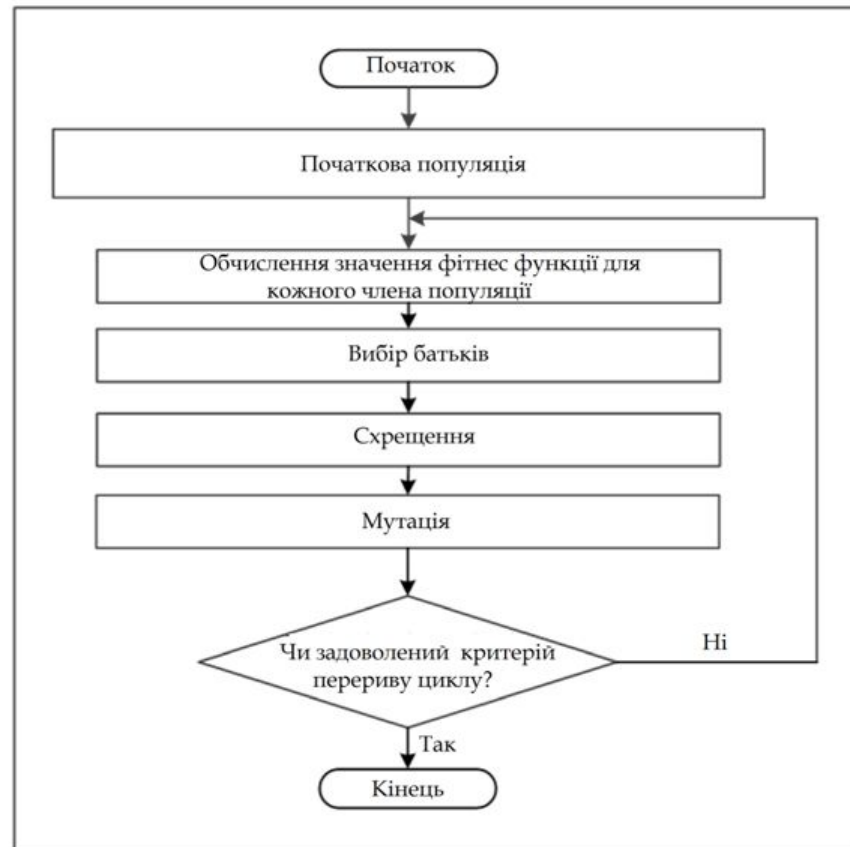 Початок
Початкова популяція
Обчислення значення фітнес функції для
кожного члена популяції
Вибір батьків
Схрещення
Мутація
Чи задоволений критерій
перериву циклу?
Ні
Так
Кінець